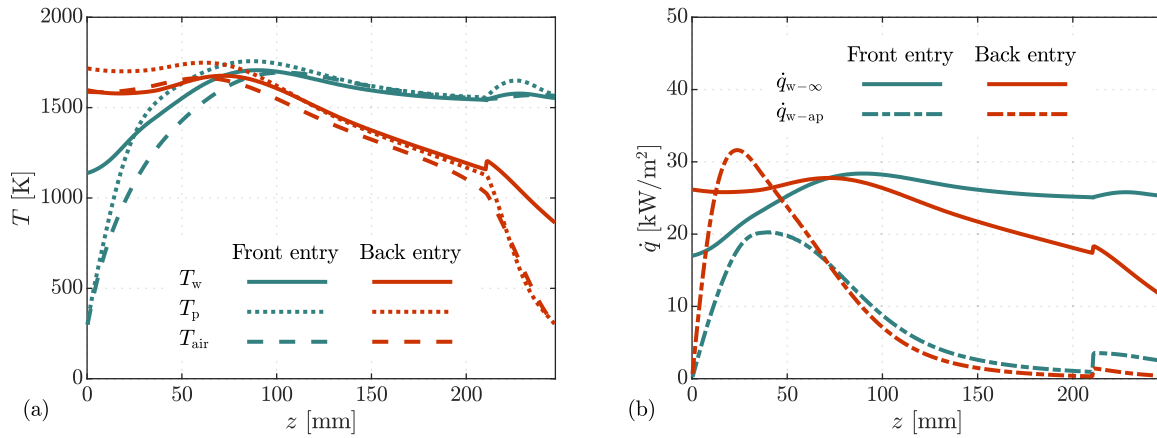 2000
1500
1000
500
0
T [K]
Front entry Back entry
T_w
T_p
T_air
0 50 100 150 200
z [mm]
(a)
50
40
30
20
10
0
q̇ [kW/m²]
Front entry Back entry
q̇_w−∞
q̇_w−ap
0 50 100 150 200
z [mm]
(b)